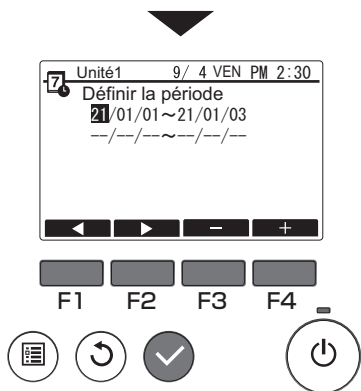 7 Unité1 9/ 4 VEN PM 2:30
Définir la période
21/01/01～21/01/03
--/--/--～--/--/--
− +
F1 F2 F3 F4